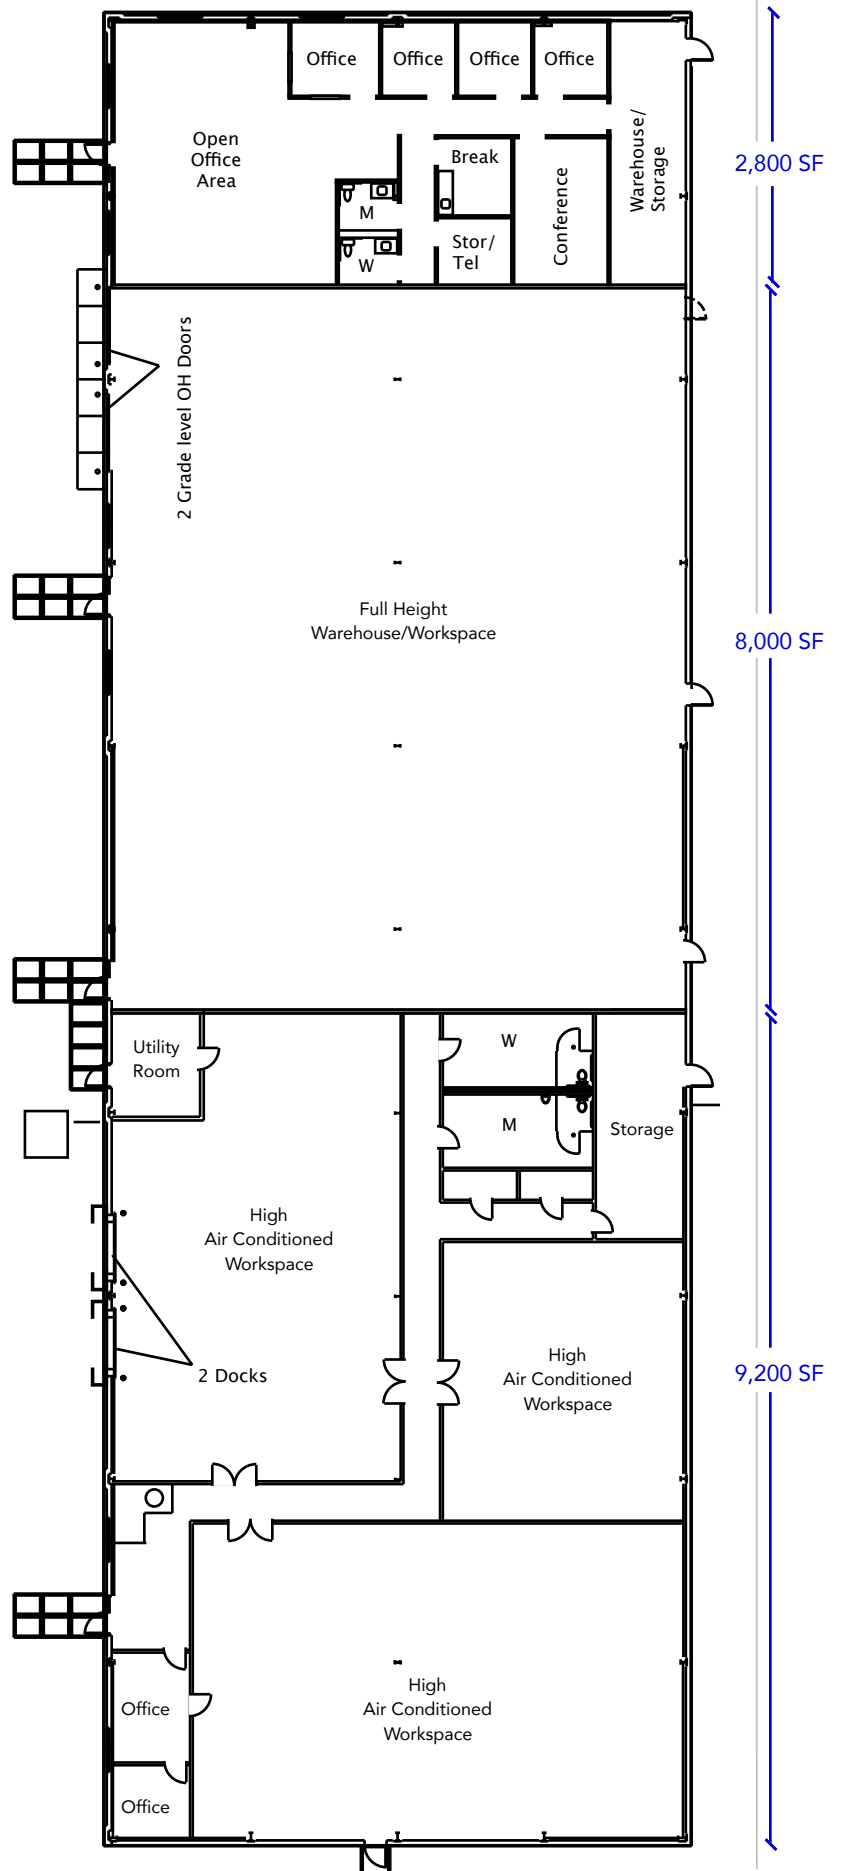 Office
Office
Office
Office
Open
Office
Area
Break
Warehouse/
Storage
2,800 SF
Conference
M
Stor/
Tel
W
2 Grade level OH Doors
Full Height
Warehouse/Workspace
8,000 SF
Utility
Room
W
M
Storage
High
Air Conditioned
Workspace
2 Docks
High
Air Conditioned
Workspace
9,200 SF
High
Air Conditioned
Workspace
Office
Office